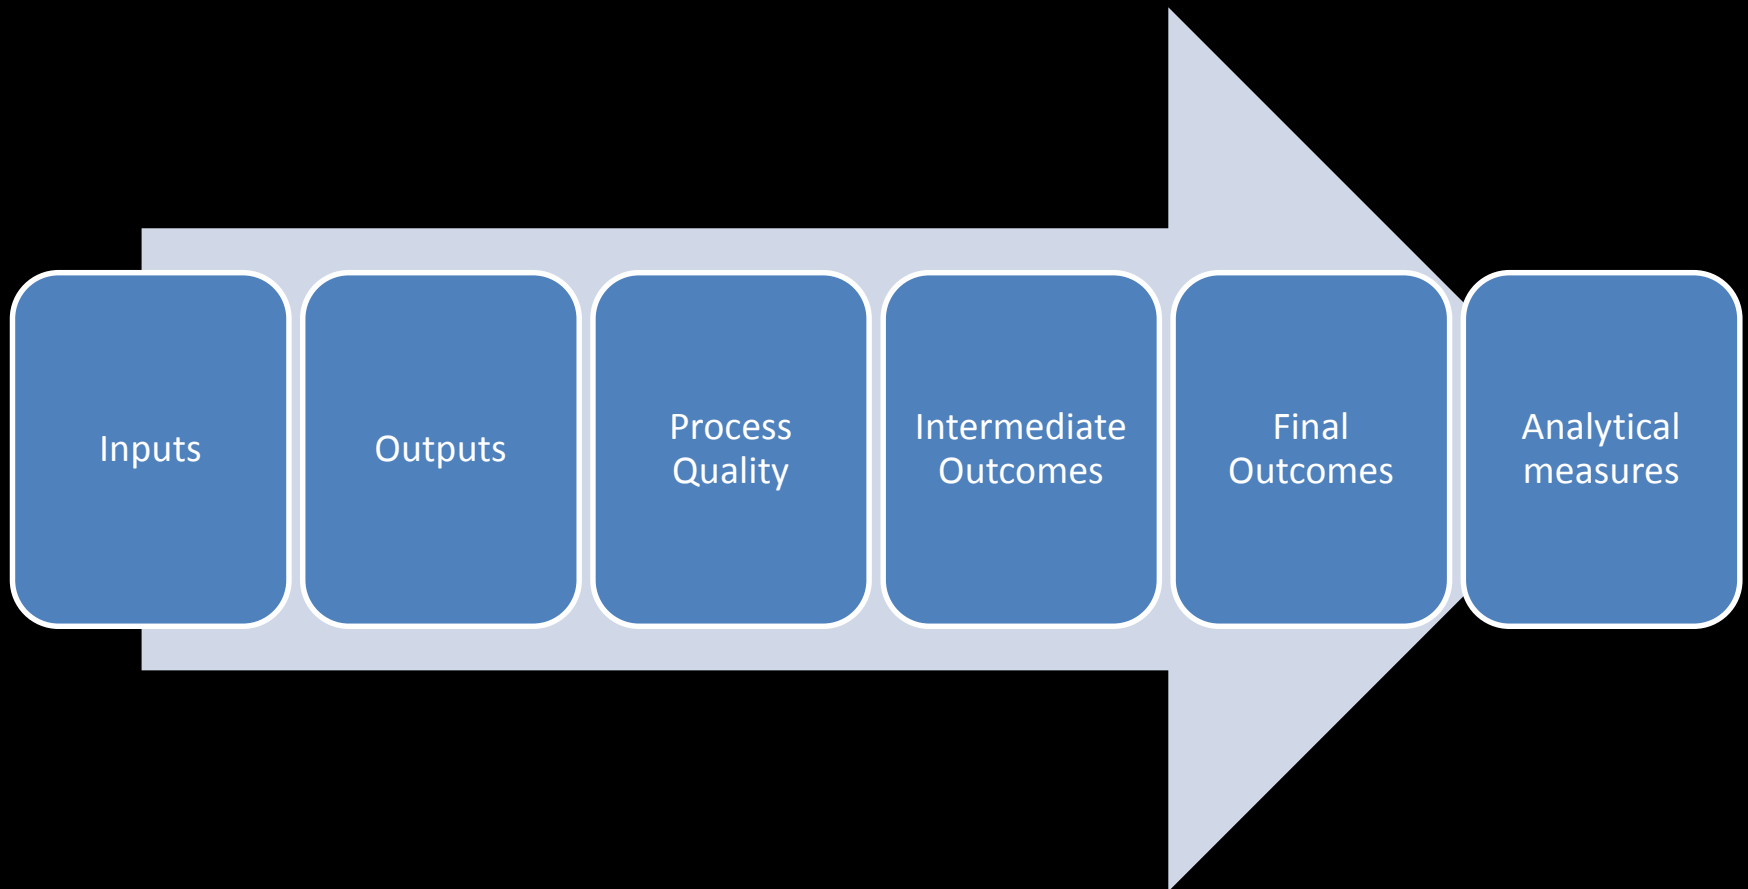 Inputs
Outputs
Process
Quality
Intermediate
Outcomes
Final
Outcomes
Analytical
measures